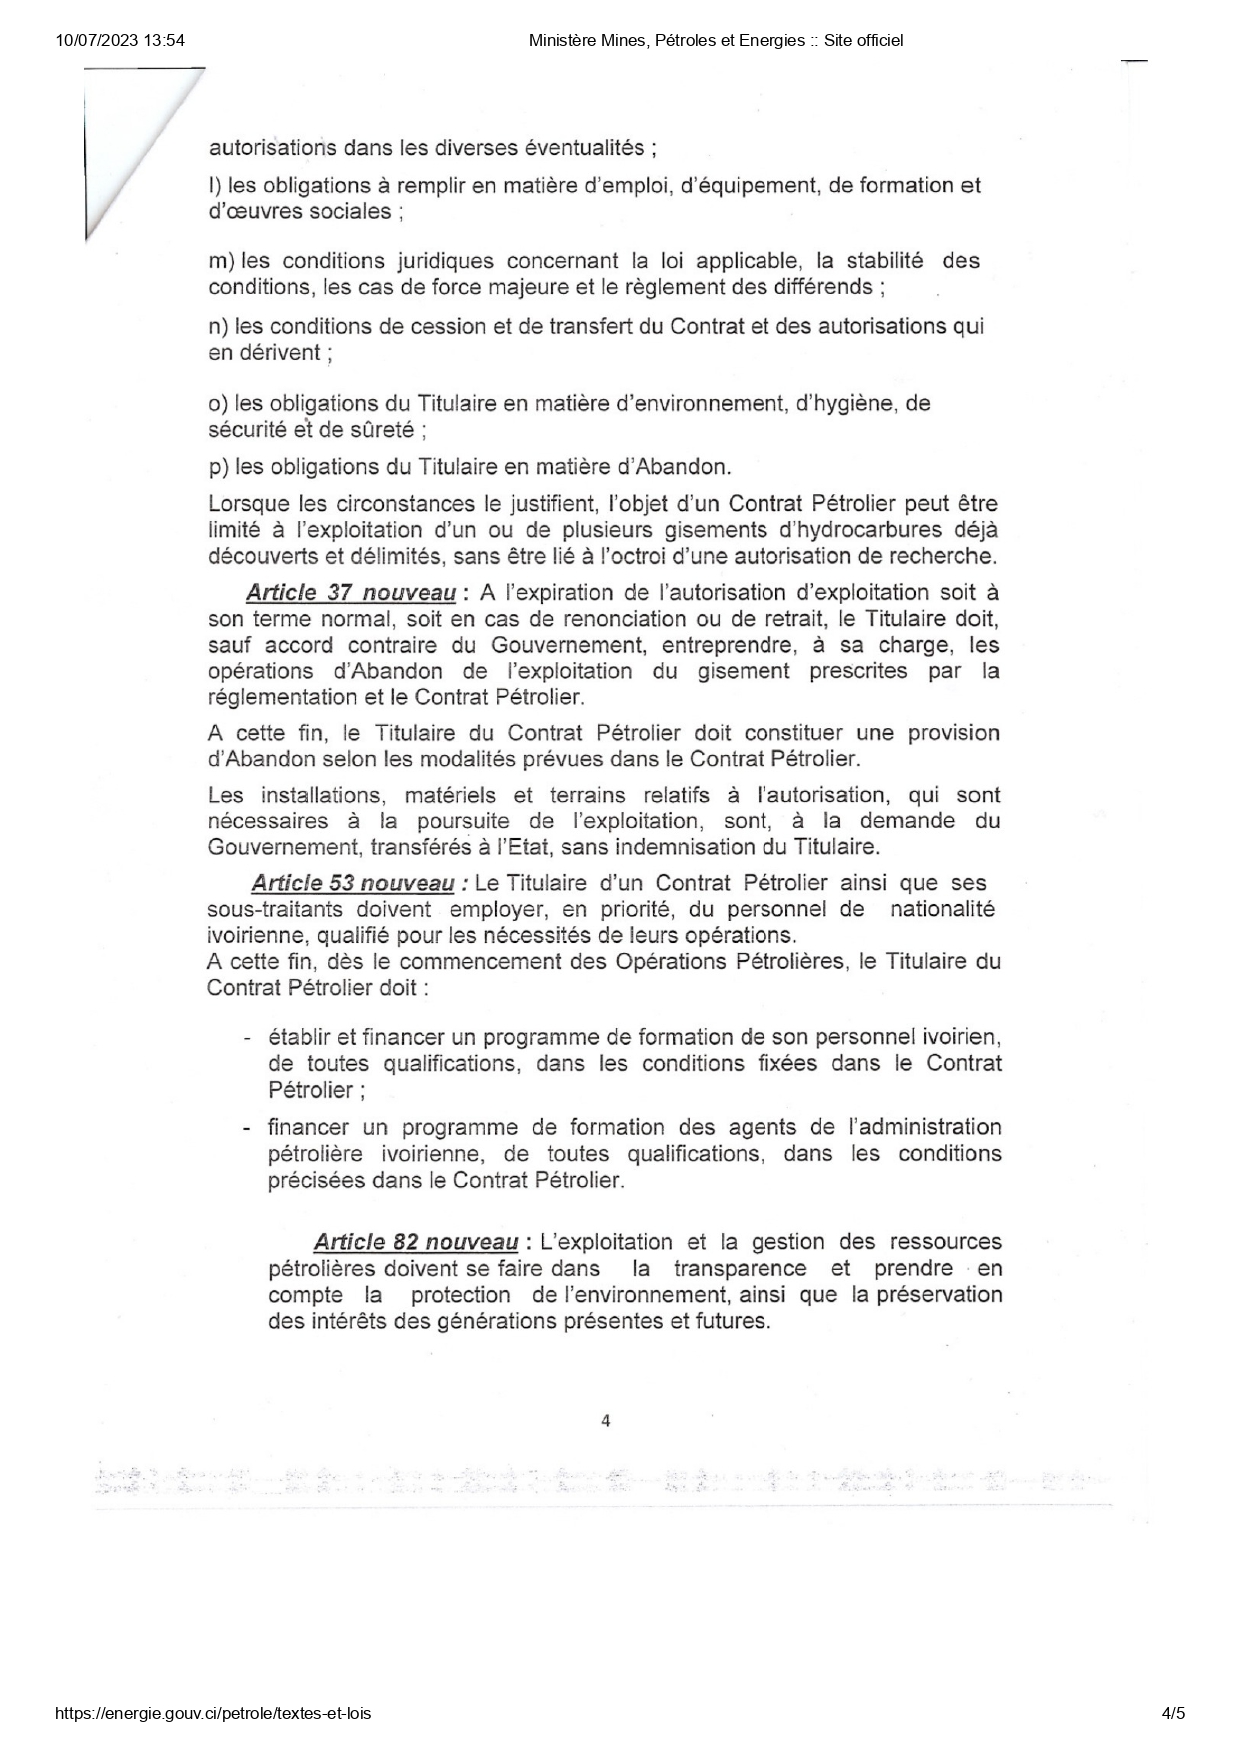 10/07/2023 13:54
Ministère Mines, Pétroles et Energies :: Site officiel
autorisations dans les diverses éventualités ;
l) les obligations à remplir en matière d'emploi, d'équipement, de formation et
d'œuvres sociales ;
m) les conditions juridiques concernant la loi applicable, la stabilité des
conditions, les cas de force majeure et le règlement des différends ;
n) les conditions de cession et de transfert du Contrat et des autorisations qui
en dérivent ;
o) les obligations du Titulaire en matière d'environnement, d'hygiène, de
sécurité et de sûreté ;
p) les obligations du Titulaire en matière d'Abandon.
Lorsque les circonstances le justifient, l'objet d'un Contrat Pétrolier peut être
limité à l'exploitation d'un ou de plusieurs gisements d'hydrocarbures déjà
découverts et délimités, sans être lié à l'octroi d'une autorisation de recherche.
Article 37 nouveau : A l'expiration de l'autorisation d'exploitation soit à
son terme normal, soit en cas de renonciation ou de retrait, le Titulaire doit,
sauf accord contraire du Gouvernement, entreprendre, à sa charge, les
opérations d'Abandon de l'exploitation du gisement prescrites par la
réglementation et le Contrat Pétrolier.
A cette fin, le Titulaire du Contrat Pétrolier doit constituer une provision
d'Abandon selon les modalités prévues dans le Contrat Pétrolier.
Les installations, matériels et terrains relatifs à l'autorisation, qui sont
nécessaires à la poursuite de l'exploitation, sont, à la demande du
Gouvernement, transférés à l'Etat, sans indemnisation du Titulaire.
Article 53 nouveau : Le Titulaire d'un Contrat Pétrolier ainsi que ses
sous-traitants doivent employer, en priorité, du personnel de nationalité
ivoirienne, qualifié pour les nécessités de leurs opérations.
A cette fin, dès le commencement des Opérations Pétrolières, le Titulaire du
Contrat Pétrolier doit :
- établir et financer un programme de formation de son personnel ivoirien,
de toutes qualifications, dans les conditions fixées dans le Contrat
Pétrolier ;
- financer un programme de formation des agents de l'administration
pétrolière ivoirienne, de toutes qualifications, dans les conditions
précisées dans le Contrat Pétrolier.
Article 82 nouveau : L'exploitation et la gestion des ressources
pétrolières doivent se faire dans la transparence et prendre en
compte la protection de l'environnement, ainsi que la préservation
des intérêts des générations présentes et futures.
4
https://energie.gouv.ci/petrole/textes-et-lois
4/5